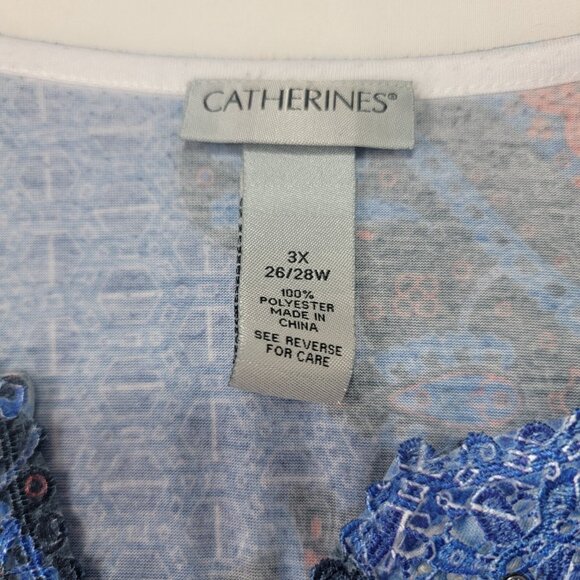 CATHERINES®
3X
26/28W
100%
POLYESTER
MADE IN
CHINA
SEE REVERSE
FOR CARE